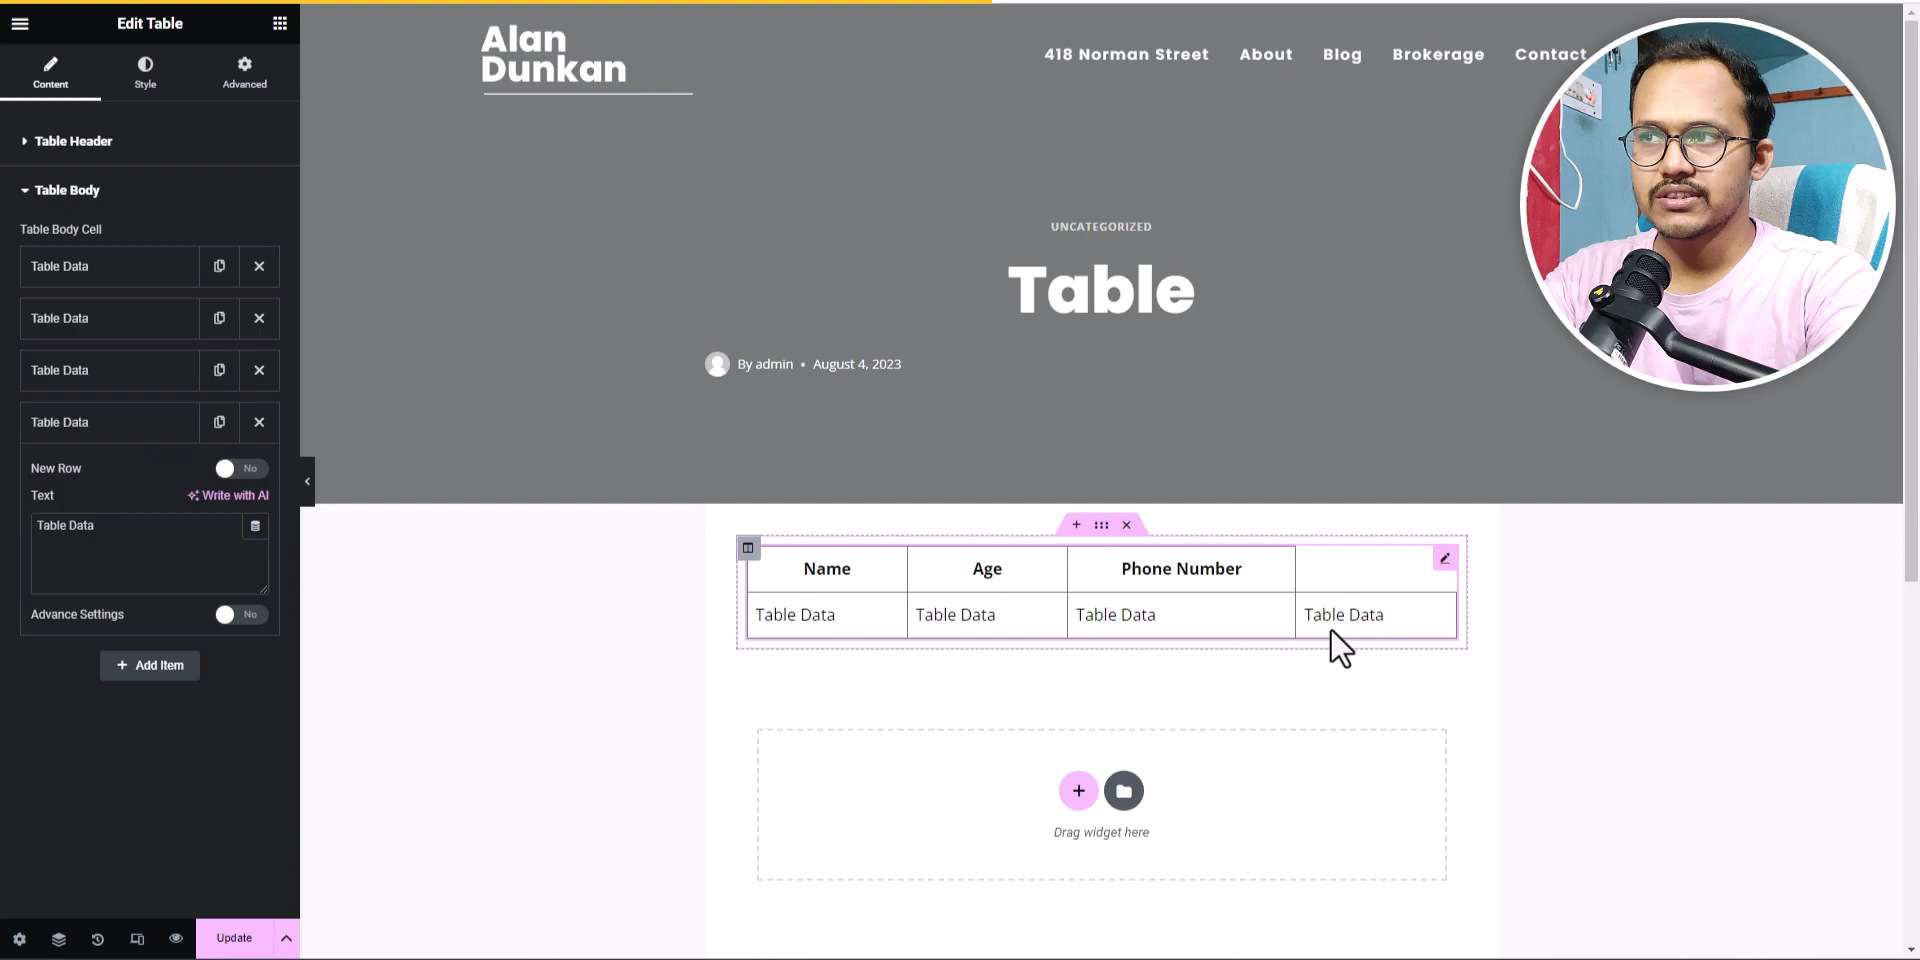 Edit Table
Content
Style
Advanced
Table Header
Table Body
Table Body Cell
Table Data
Table Data
Table Data
Table Data
New Row
No
Text
Write with AI
Table Data
Advance Settings
No
+ Add Item
Update
Alan
Dunkan
418 Norman Street
About
Blog
Brokerage
Contact
UNCATEGORIZED
Table
By admin • August 4, 2023
Name
Age
Phone Number
Table Data
Table Data
Table Data
Table Data
Drag widget here